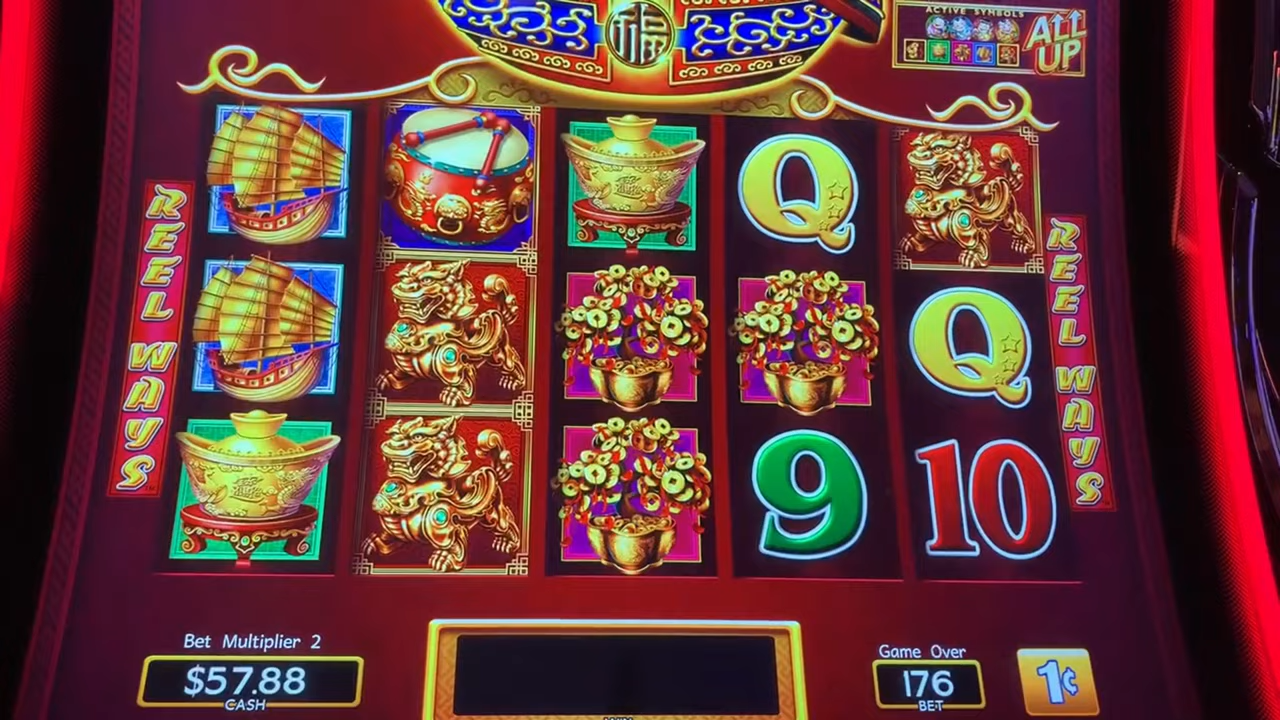 福
ACTIVE SYMBOLS
ALL
UP
REEL WAYS
Q
Q
9
10
REEL WAYS
Bet Multiplier 2
$57.88
CASH
Game Over
176
BET
1¢